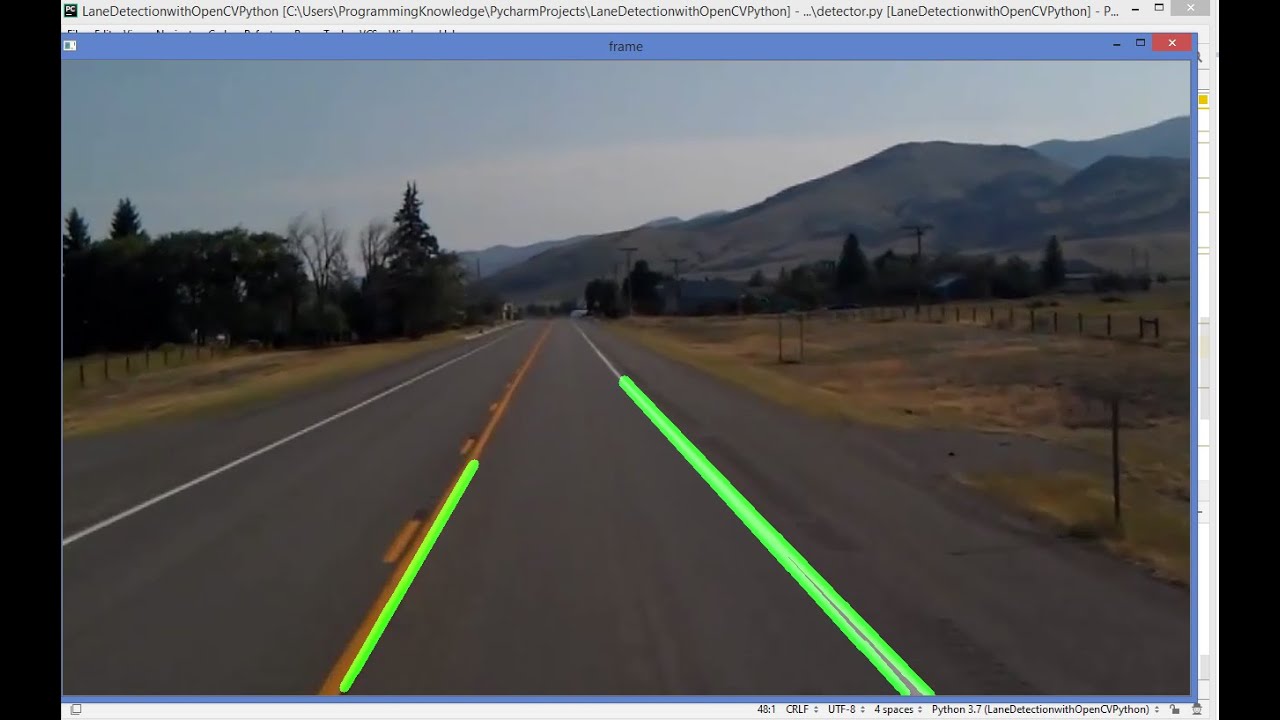 PC LaneDetectionwithOpenCVPython [C:\Users\ProgrammingKnowledge\PycharmProjects\LaneDetectionwithOpenCVPython] - ...\detector.py [LaneDetectionwithOpenCVPython] - P...
frame
48:1 CRLF UTF-8 4 spaces Python 3.7 (LaneDetectionwithOpenCVPython)